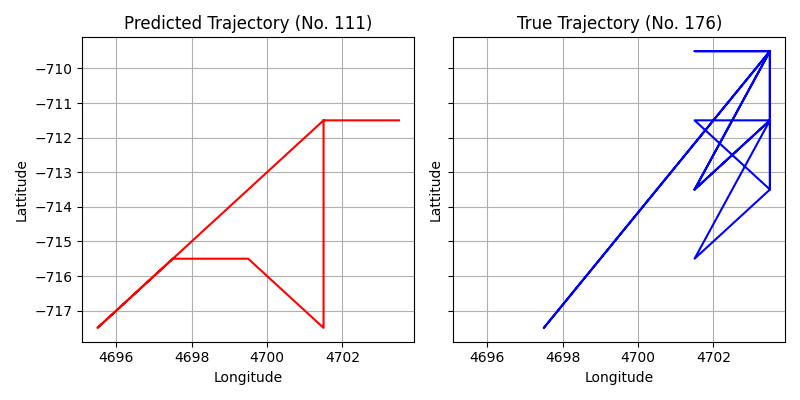 Predicted Trajectory (No. 111)
True Trajectory (No. 176)
−710
−711
−712
−713
−714
−715
−716
−717
Lattitude
Lattitude
4696
4698
4700
4702
4696
4698
4700
4702
Longitude
Longitude